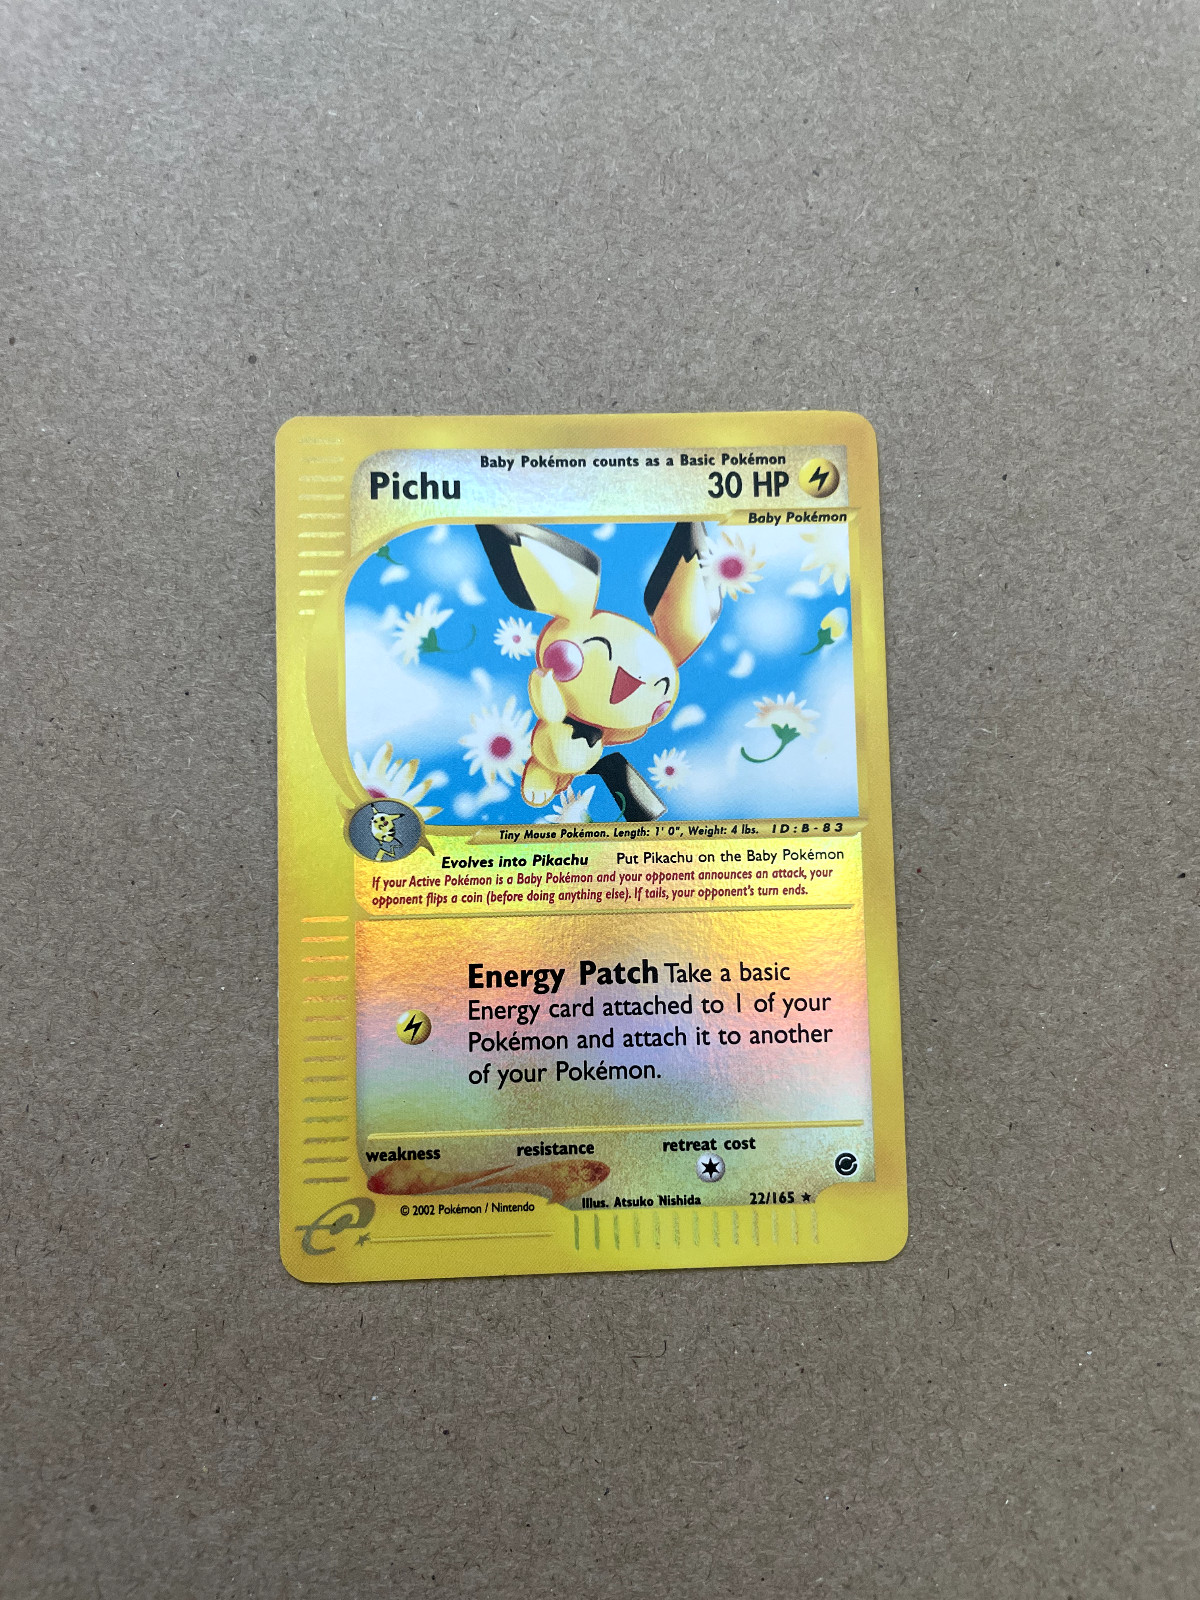 Baby Pokémon counts as a Basic Pokémon
Pichu 30 HP
Baby Pokémon
Tiny Mouse Pokémon. Length: 1' 0", Weight: 4 lbs. ID:B-83
Evolves into Pikachu Put Pikachu on the Baby Pokémon
If your Active Pokémon is a Baby Pokémon and your opponent announces an attack, your
opponent flips a coin (before doing anything else). If tails, your opponent's turn ends.
Energy Patch Take a basic
Energy card attached to 1 of your
Pokémon and attach it to another
of your Pokémon.
weakness resistance retreat cost
Illus. Atsuko Nishida 22/165 ★
© 2002 Pokémon / Nintendo
e